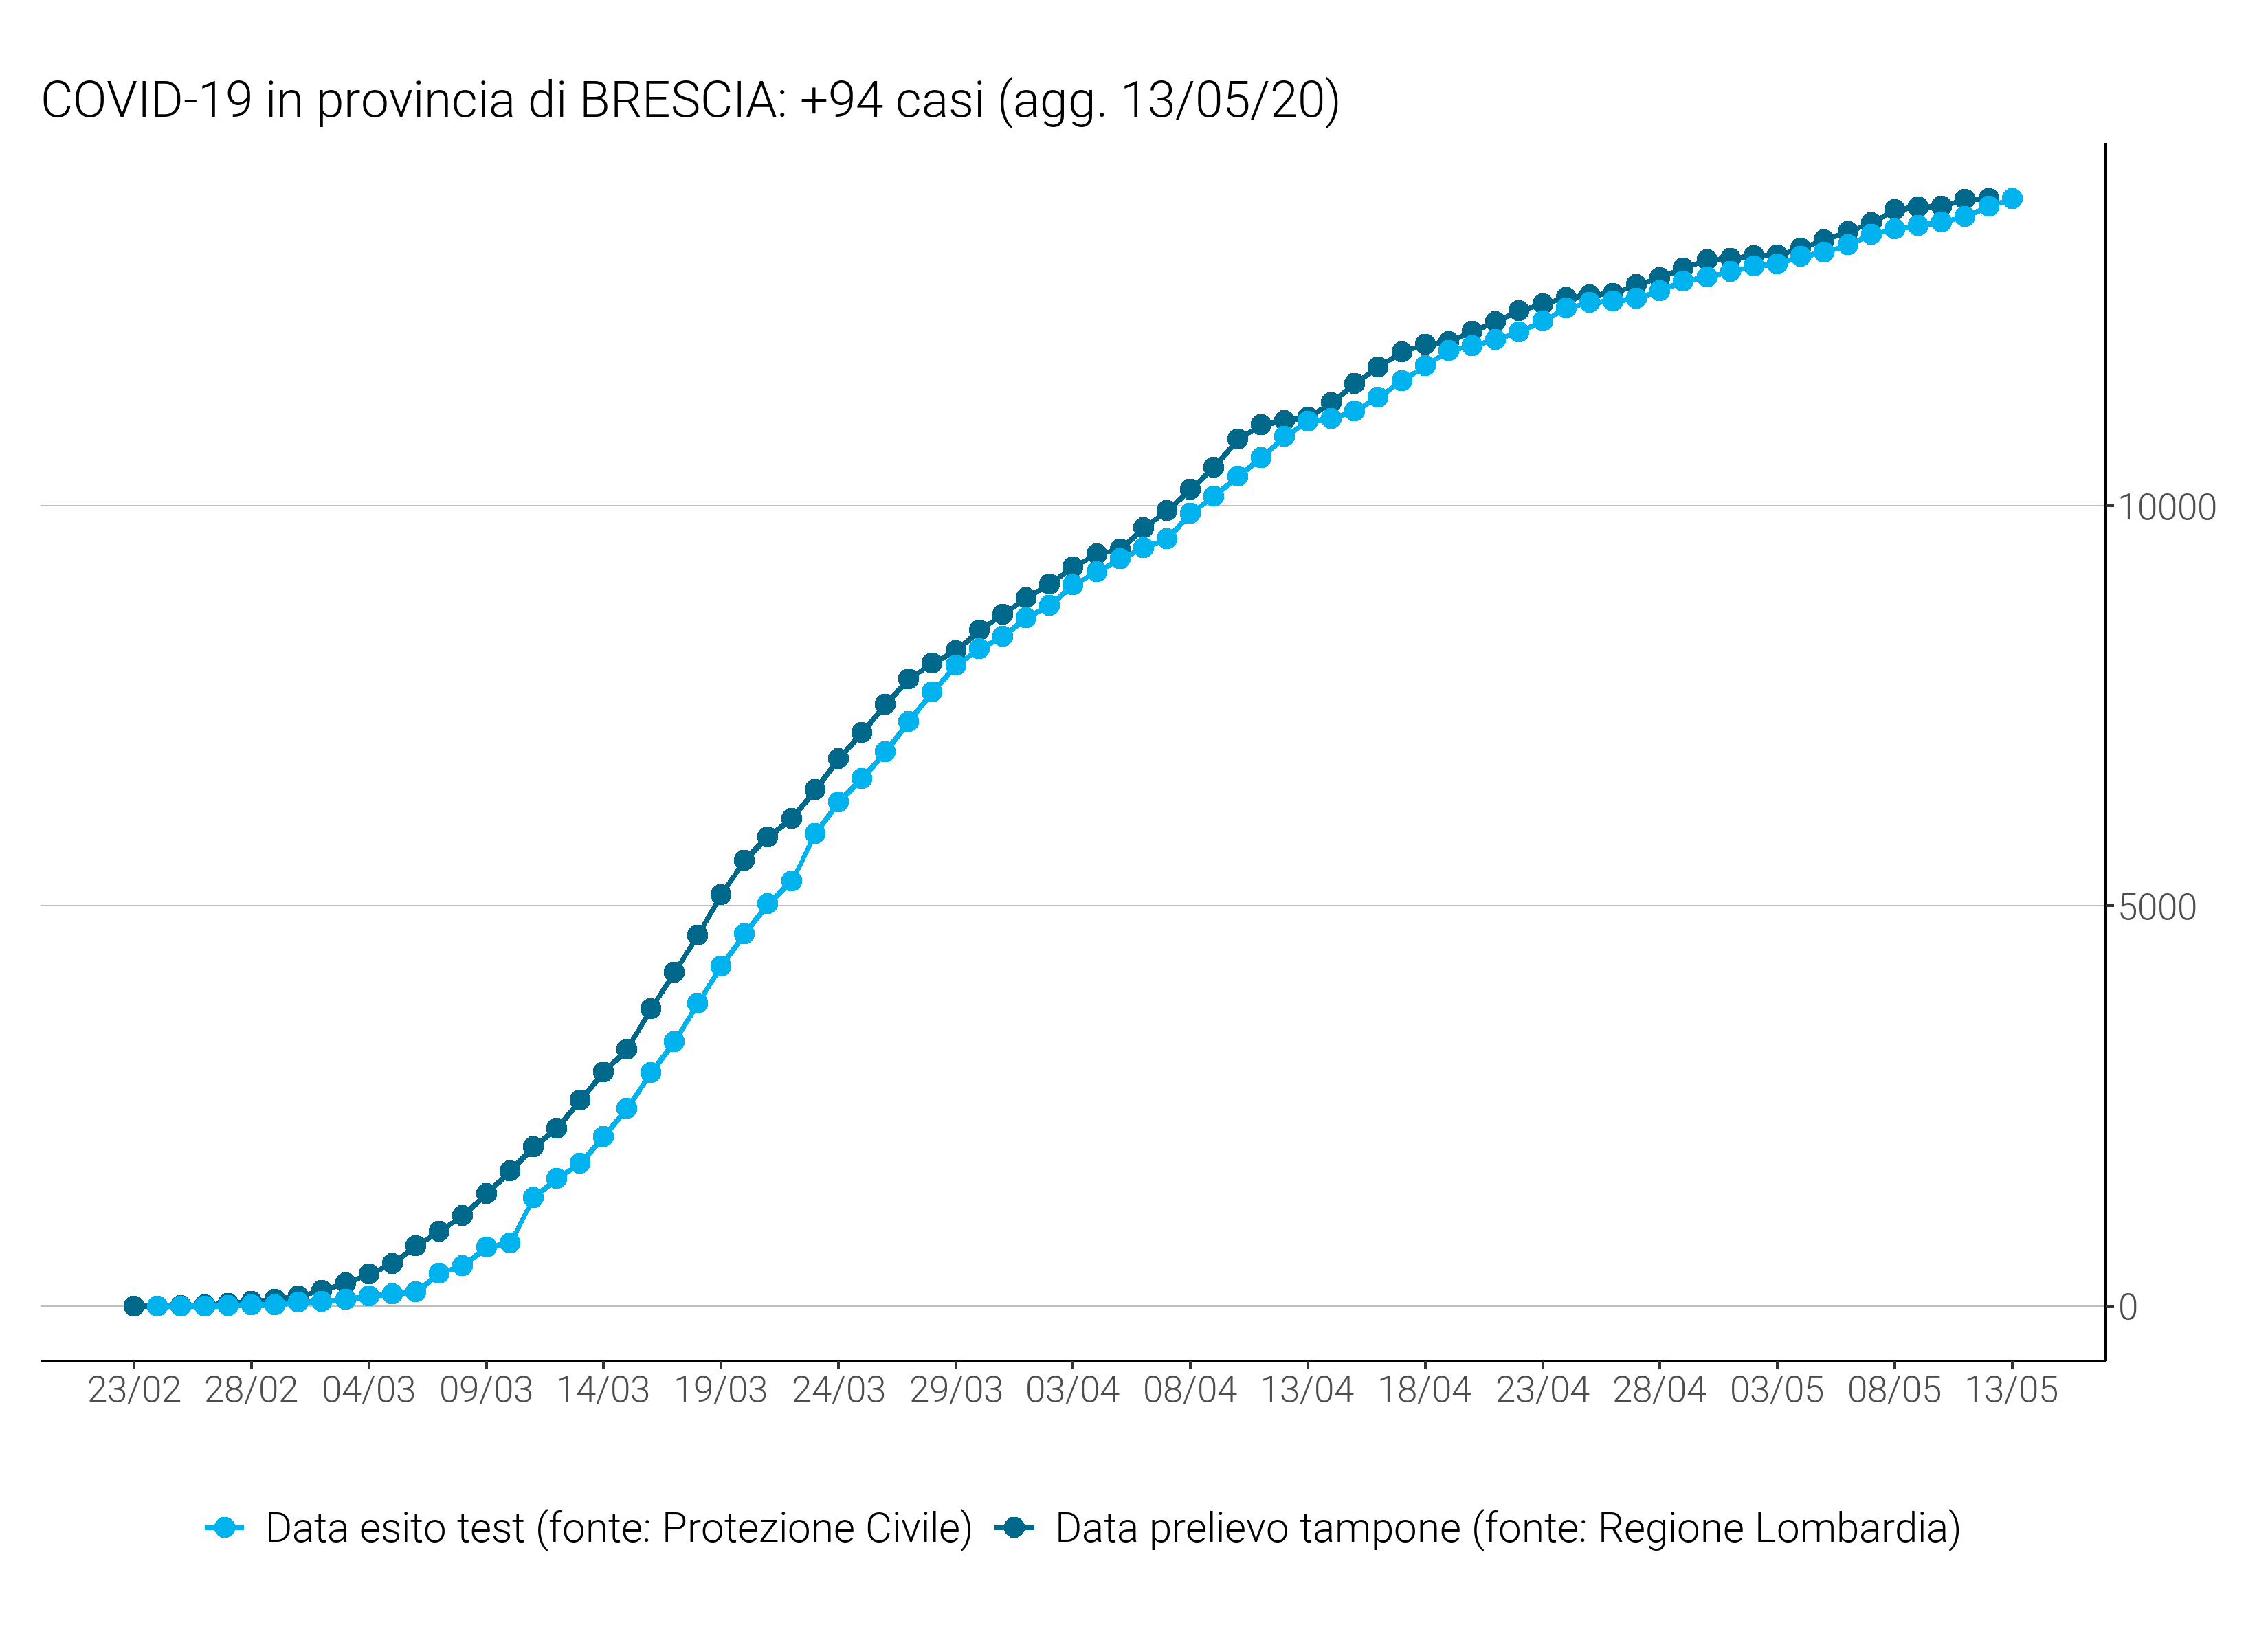 COVID-19 in provincia di BRESCIA: +94 casi (agg. 13/05/20)
10000
5000
0
23/02 28/02 04/03 09/03 14/03 19/03 24/03 29/03 03/04 08/04 13/04 18/04 23/04 28/04 03/05 08/05 13/05
Data esito test (fonte: Protezione Civile) Data prelievo tampone (fonte: Regione Lombardia)